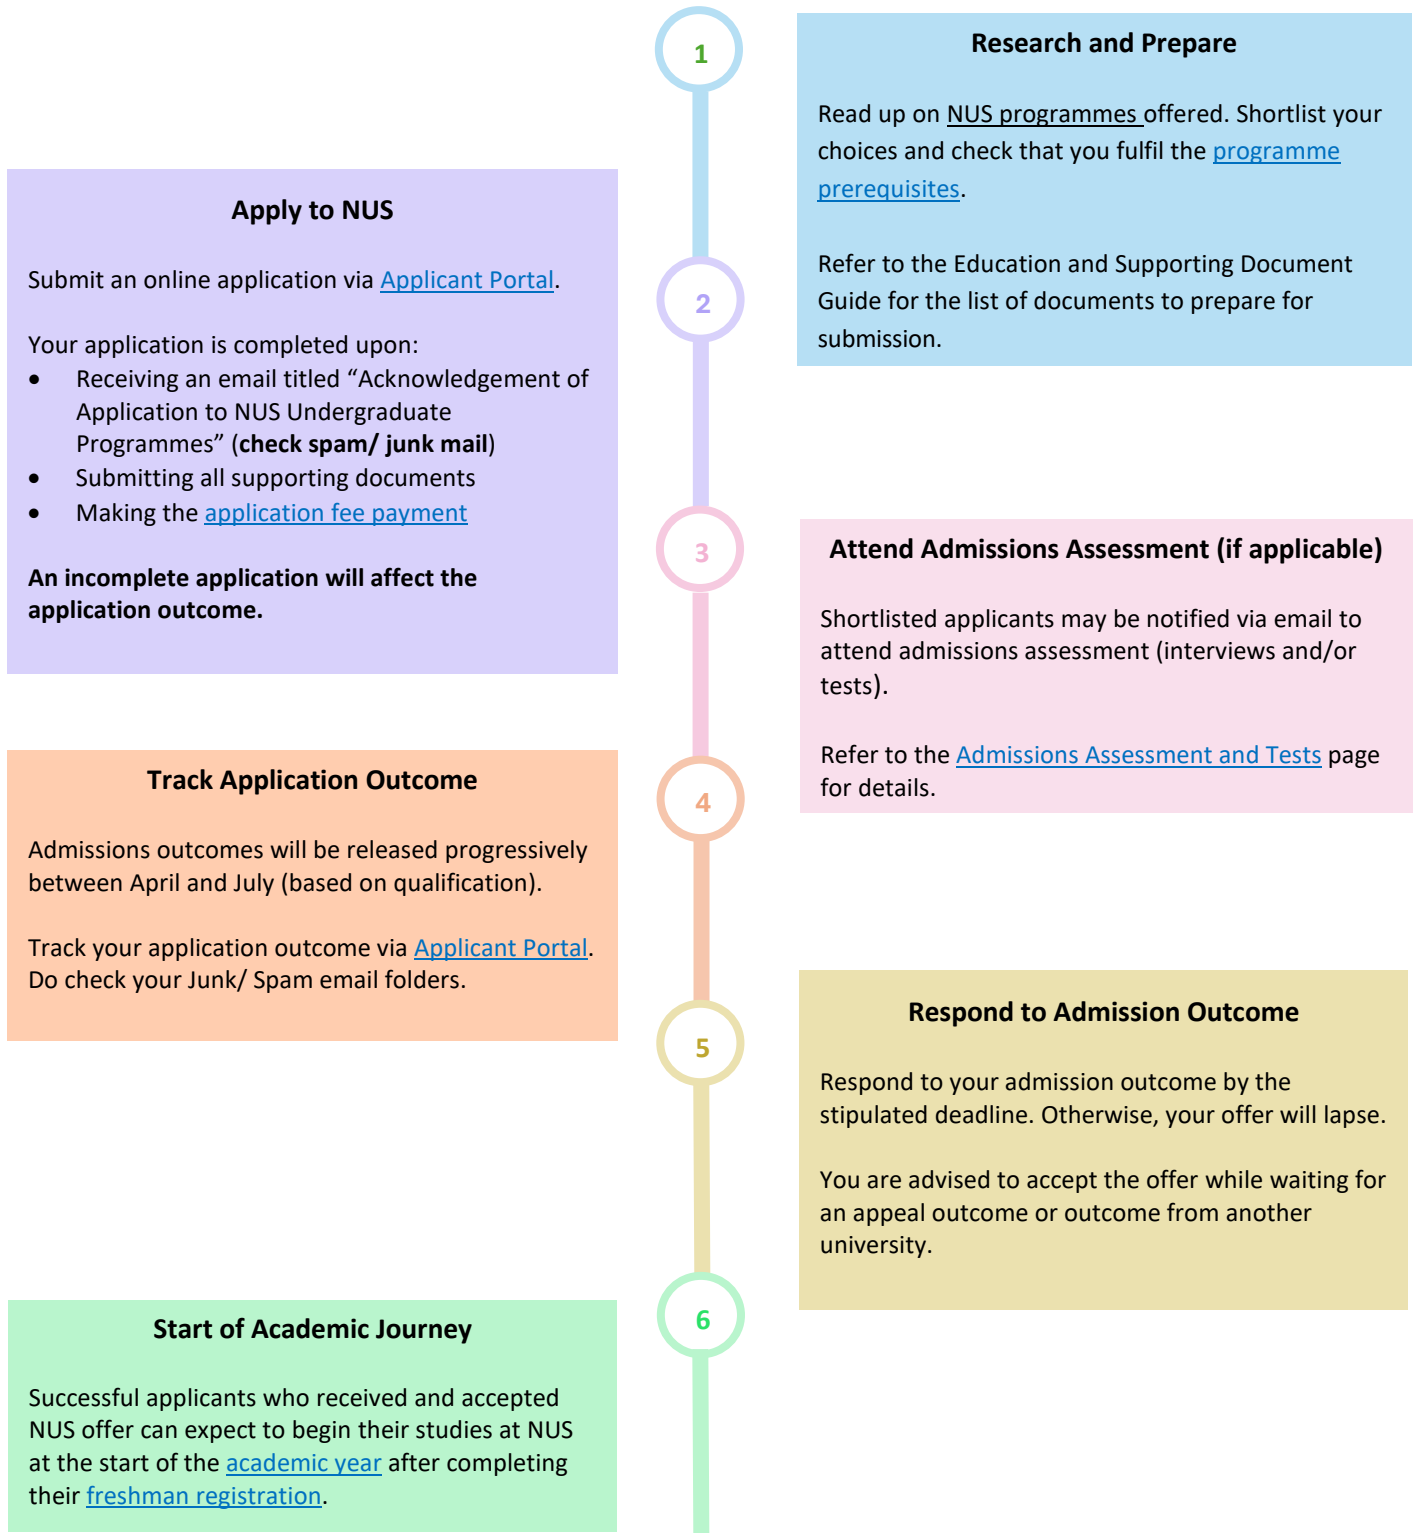 1
Research and Prepare
Read up on NUS programmes offered. Shortlist your
choices and check that you fulfil the programme
prerequisites.
Refer to the Education and Supporting Document
Guide for the list of documents to prepare for
submission.
2
Apply to NUS
Submit an online application via Applicant Portal.
Your application is completed upon:
• Receiving an email titled “Acknowledgement of
Application to NUS Undergraduate
Programmes” (check spam/ junk mail)
• Submitting all supporting documents
• Making the application fee payment
An incomplete application will affect the
application outcome.
3
Attend Admissions Assessment (if applicable)
Shortlisted applicants may be notified via email to
attend admissions assessment (interviews and/or
tests).
Refer to the Admissions Assessment and Tests page
for details.
4
Track Application Outcome
Admissions outcomes will be released progressively
between April and July (based on qualification).
Track your application outcome via Applicant Portal.
Do check your Junk/ Spam email folders.
5
Respond to Admission Outcome
Respond to your admission outcome by the
stipulated deadline. Otherwise, your offer will lapse.
You are advised to accept the offer while waiting for
an appeal outcome or outcome from another
university.
6
Start of Academic Journey
Successful applicants who received and accepted
NUS offer can expect to begin their studies at NUS
at the start of the academic year after completing
their freshman registration.